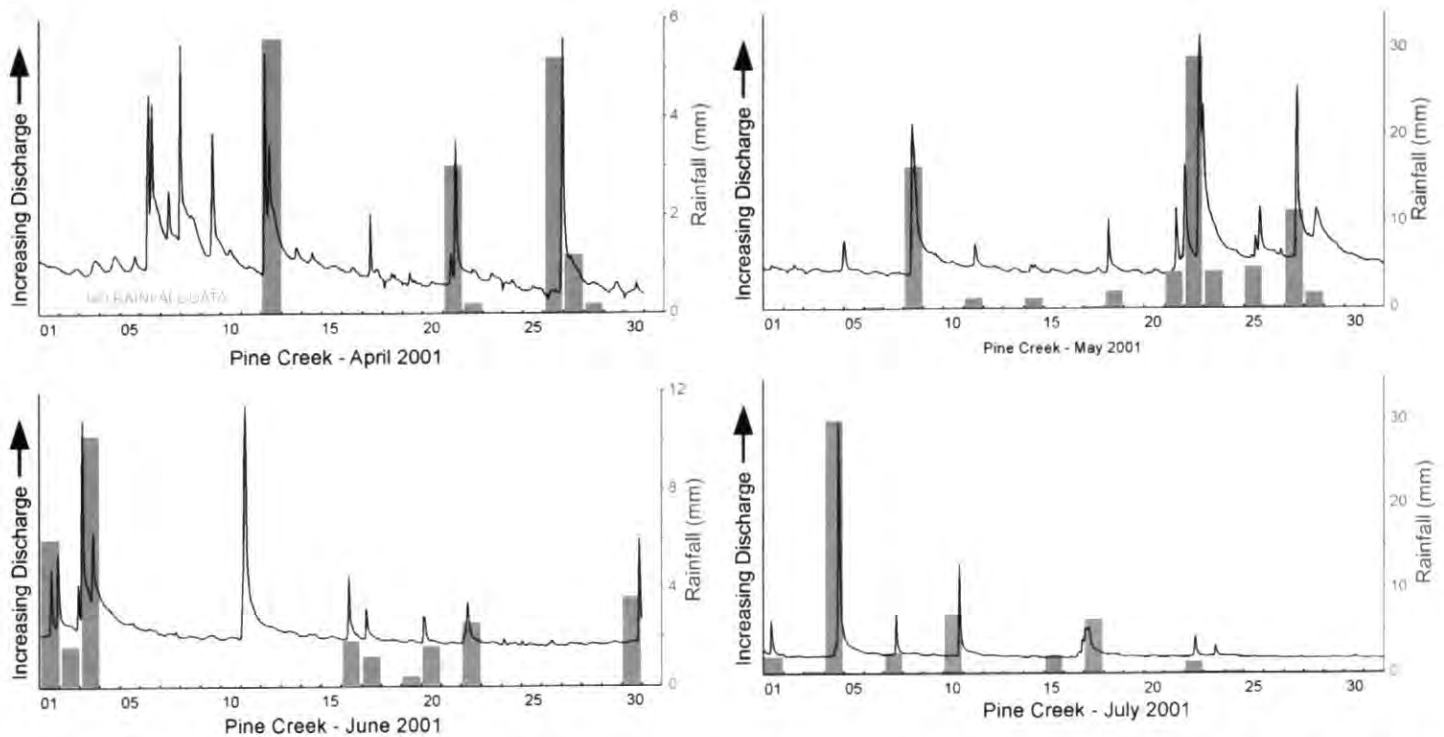 Increasing Discharge
6
4
2
0
Rainfall (mm)
01 05 10 15 20 25 30
Pine Creek - April 2001
Increasing Discharge
30
20
10
0
Rainfall (mm)
01 05 10 15 20 25 30
Pine Creek - May 2001
Increasing Discharge
12
8
4
0
Rainfall (mm)
01 05 10 15 20 25 30
Pine Creek - June 2001
Increasing Discharge
30
20
10
0
Rainfall (mm)
01 05 10 15 20 25 30
Pine Creek - July 2001